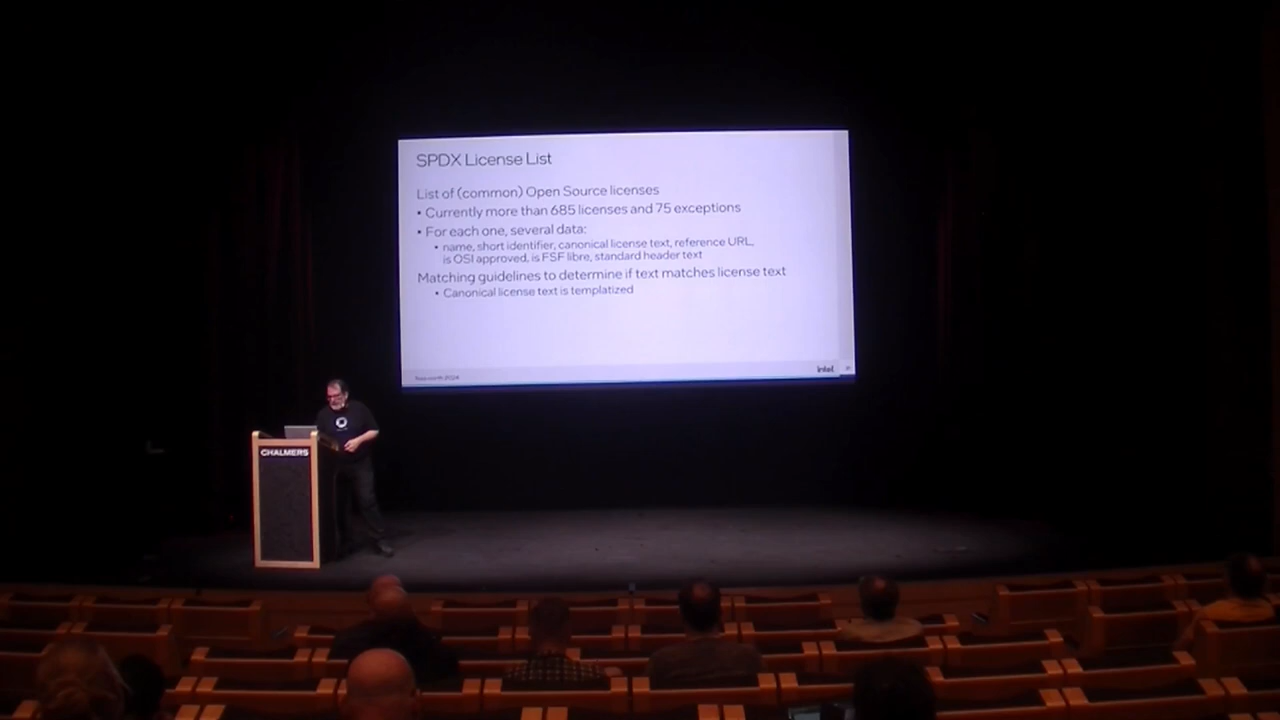 SPDX License List
List of (common) Open Source licenses
• Currently more than 685 licenses and 75 exceptions
• For each one, several data:
• name, short identifier, canonical license text, reference URL,
is OSI approved, is FSF libre, standard header text
Matching guidelines to determine if text matches license text
• Canonical license text is templatized
intel
CHALMERS